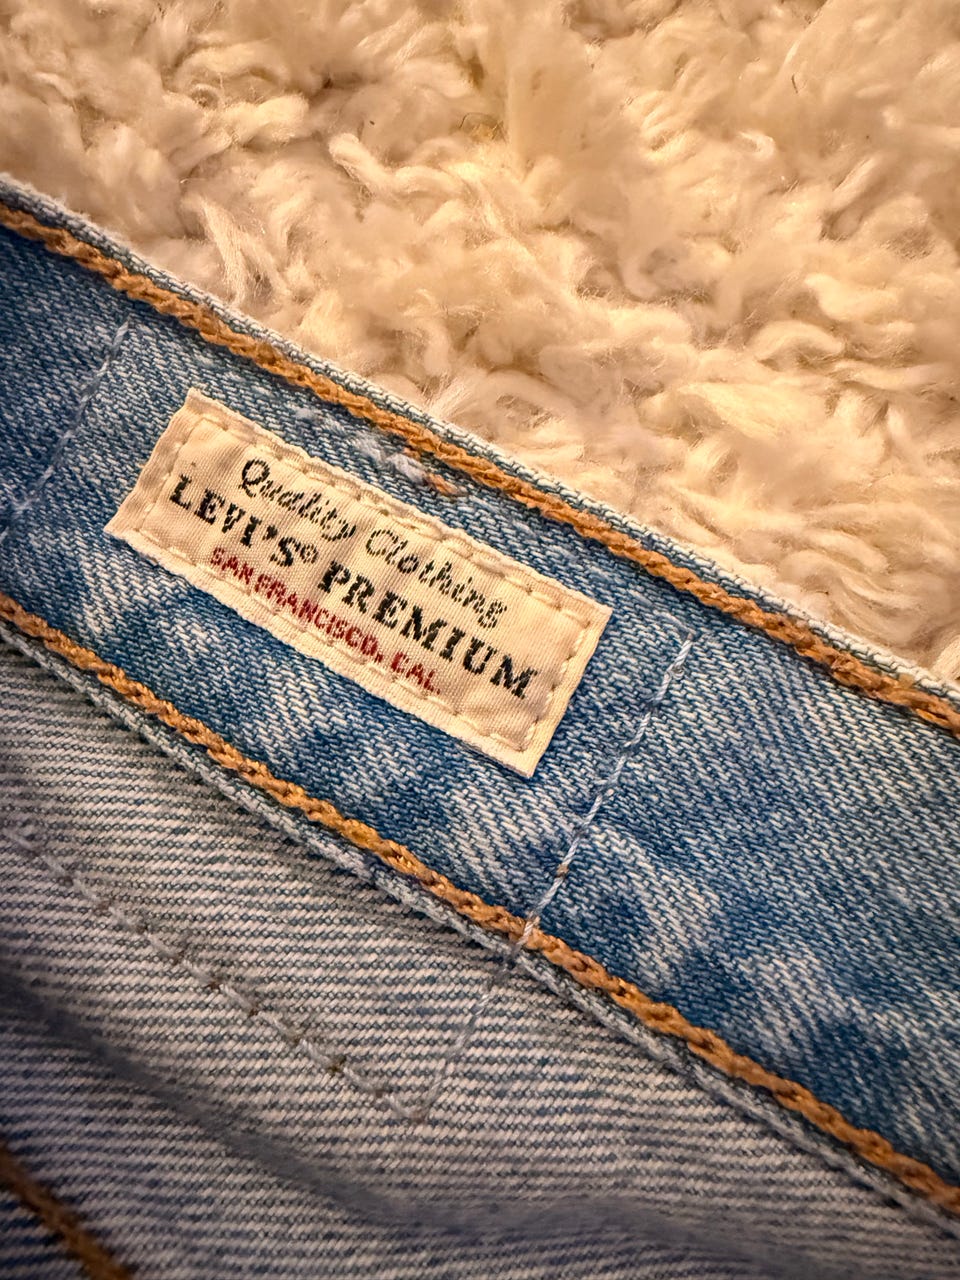 Quality Clothing
LEVI'S® PREMIUM
SAN FRANCISCO, CAL.